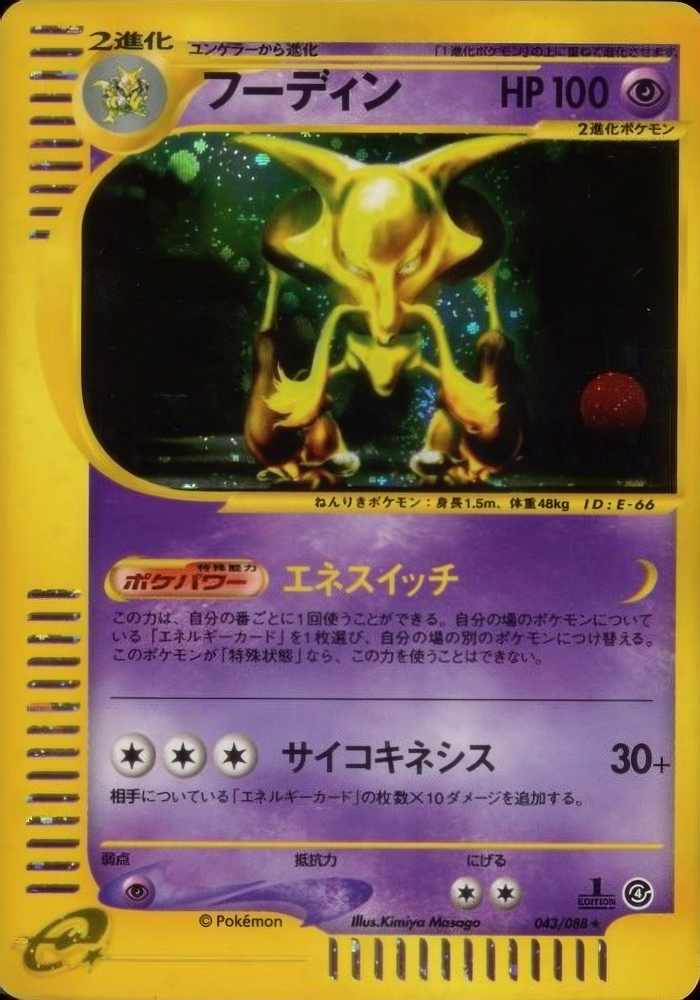 2進化
ユンゲラーから進化
「1進化ポケモン」の上に重ねて進化させます。
フーディン HP 100
2進化ポケモン
ねんりきポケモン：身長1.5m、体重48kg ID:E-66
特殊能力
ポケパワー エネスイッチ
この力は、自分の番ごとに1回使うことができる。自分の場のポケモンについて
いる「エネルギーカード」を1枚選び、自分の場の別のポケモンにつけ替える。
このポケモンが「特殊状態」なら、この力を使うことはできない。
サイコキネシス 30+
相手についている「エネルギーカード」の枚数×10ダメージを追加する。
弱点 抵抗力 にげる
1
EDITION
4
© Pokémon Illus.Kimiya Masago 043/088★
e